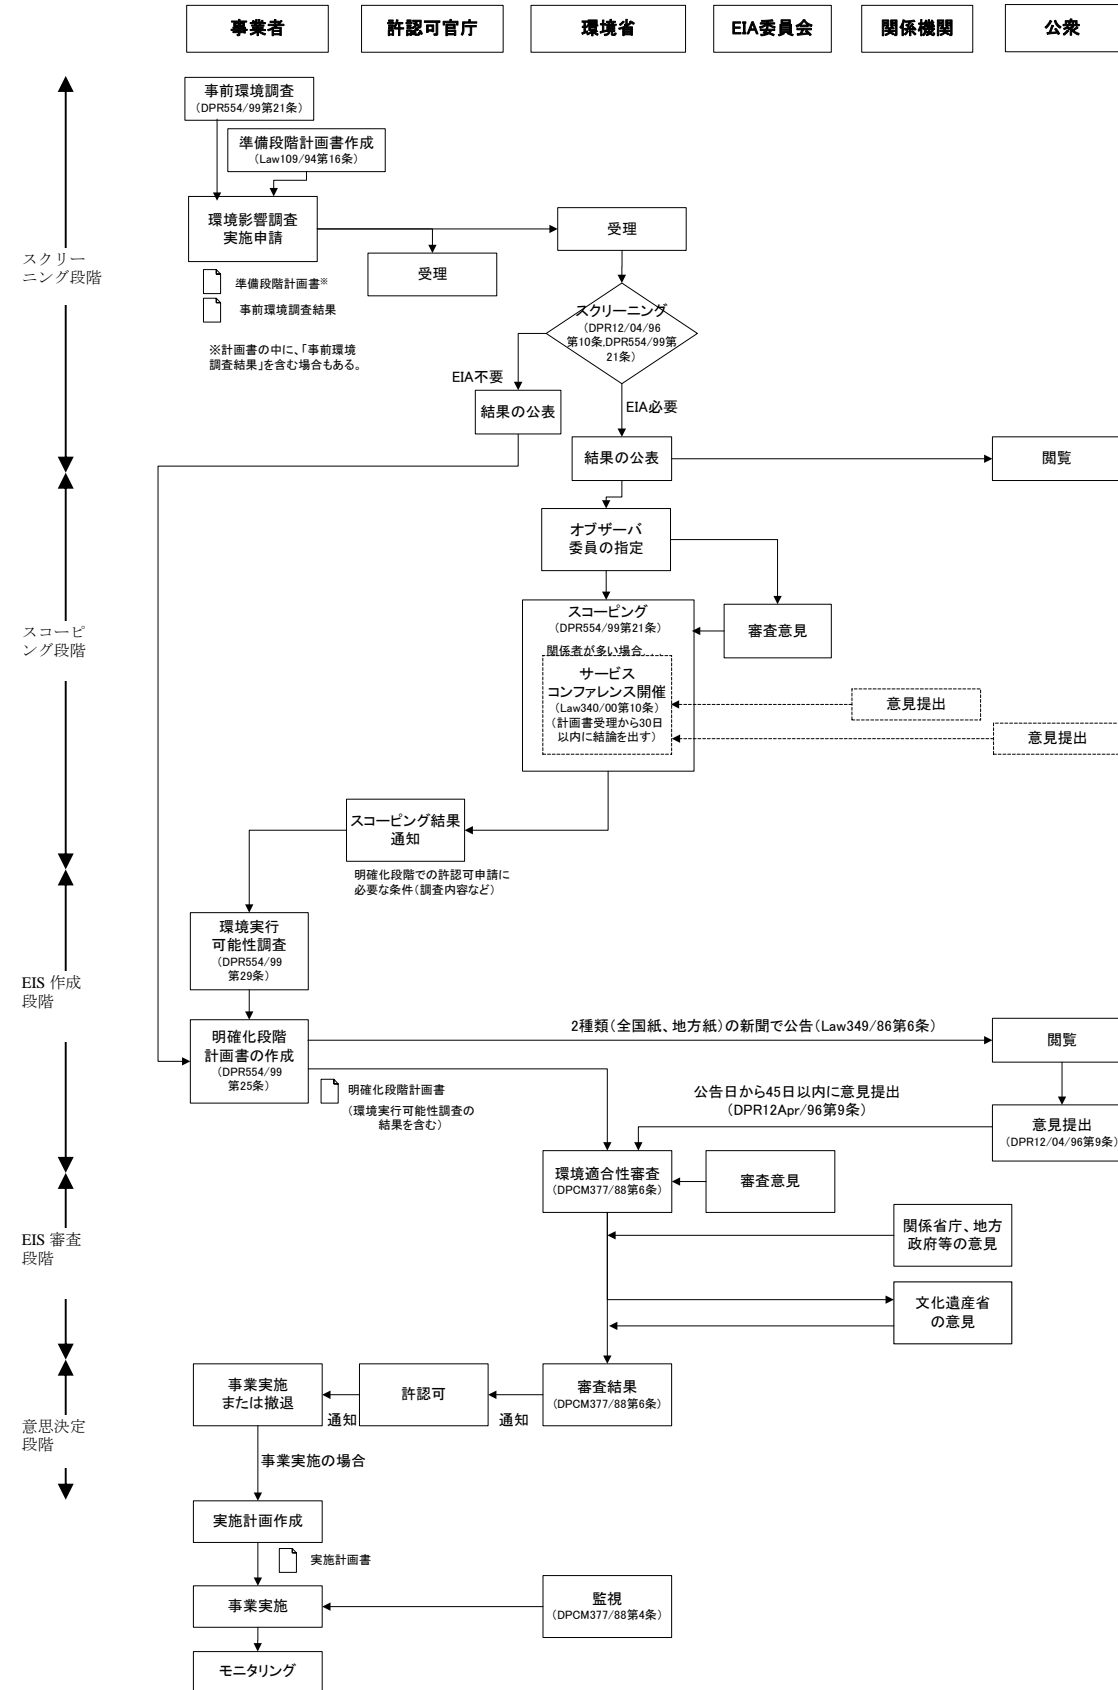 事業者
許認可官庁
環境省
EIA委員会
関係機関
公衆
事前環境調査
(DPR554/99第21条)
準備段階計画書作成
(Law109/94第16条)
環境影響調査
実施申請
受理
受理
スクリー
ニング段階
準備段階計画書※
事前環境調査結果
※計画書の中に、「事前環境
調査結果」を含む場合もある。
スクリーニング
(DPR12/04/96
第10条,DPR554/99第
21条)
EIA不要
EIA必要
結果の公表
結果の公表
閲覧
オブザーバ
委員の指定
スコーピ
ング段階
スコーピング
(DPR554/99第21条)
審査意見
関係者が多い場合...
サービス
コンファレンス開催
(Law340/00第10条)
(計画書受理から30日
以内に結論を出す)
意見提出
意見提出
スコーピング結果
通知
明確化段階での許認可申請に
必要な条件(調査内容など)
環境実行
可能性調査
(DPR554/99
第29条)
EIS 作成
段階
明確化段階
計画書の作成
(DPR554/99
第25条)
2種類(全国紙、地方紙)の新聞で公告(Law349/86第6条)
閲覧
明確化段階計画書
(環境実行可能性調査の
結果を含む)
公告日から45日以内に意見提出
(DPR12Apr/96第9条)
意見提出
(DPR12/04/96第9条)
環境適合性審査
(DPCM377/88第6条)
審査意見
EIS 審査
段階
関係省庁、地方
政府等の意見
文化遺産省
の意見
事業実施
または撤退
通知
許認可
通知
審査結果
(DPCM377/88第6条)
意思決定
段階
事業実施の場合
実施計画作成
実施計画書
事業実施
監視
(DPCM377/88第4条)
モニタリング